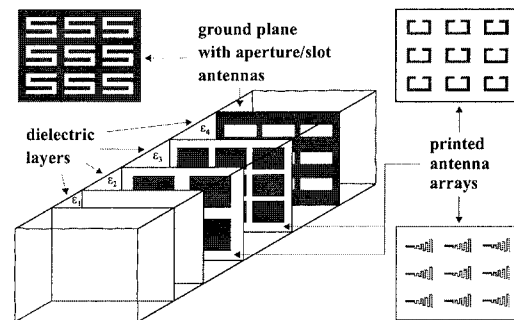 ground plane
with aperture/slot
antennas
dielectric
layers
ε4
ε3
ε2
ε1
printed
antenna
arrays